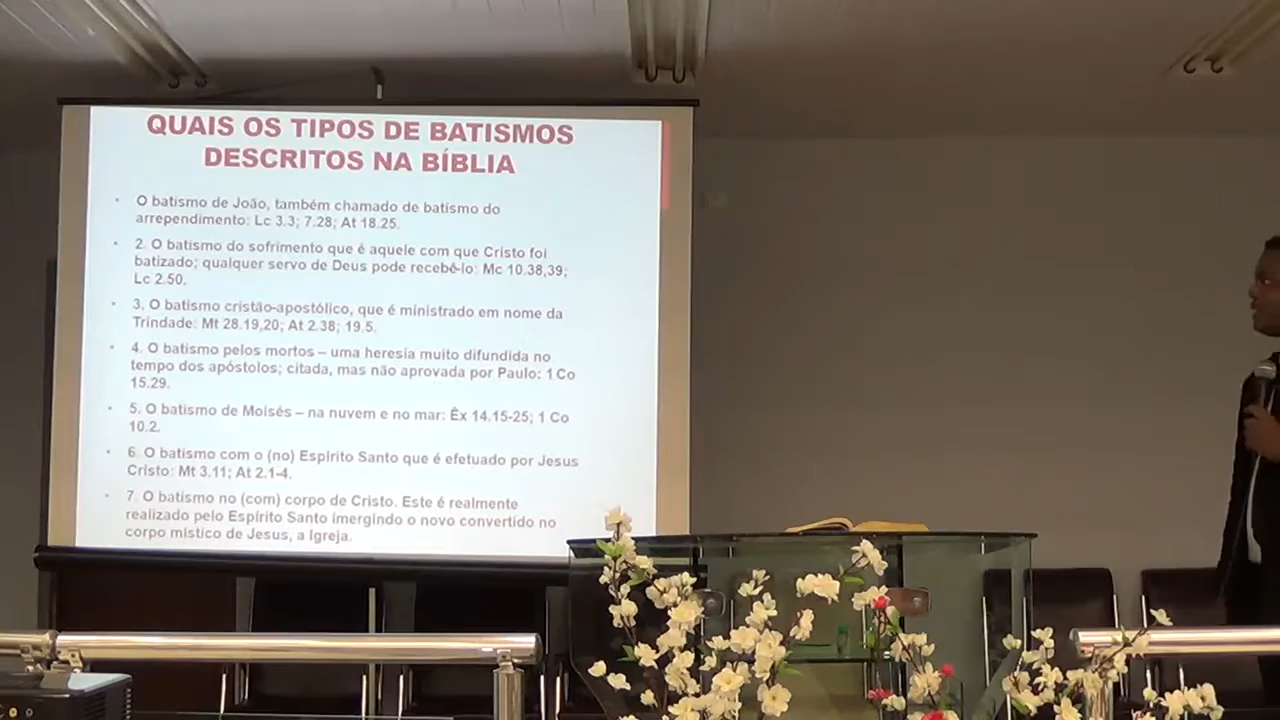 QUAIS OS TIPOS DE BATISMOS
DESCRITOS NA BÍBLIA
• O batismo de João, também chamado de batismo do
arrependimento: Lc 3.3; 7.28; At 18.25.
• 2. O batismo do sofrimento que é aquele com que Cristo foi
batizado; qualquer servo de Deus pode recebê-lo: Mc 10.38,39;
Lc 2.50.
• 3. O batismo cristão-apostólico, que é ministrado em nome da
Trindade: Mt 28.19,20; At 2.38; 19.5.
• 4. O batismo pelos mortos – uma heresia muito difundida no
tempo dos apóstolos; citada, mas não aprovada por Paulo: 1 Co
15.29.
• 5. O batismo de Moisés – na nuvem e no mar: Êx 14.15-25; 1 Co
10.2.
• 6. O batismo com o (no) Espírito Santo que é efetuado por Jesus
Cristo: Mt 3.11; At 2.1-4.
• 7. O batismo no (com) corpo de Cristo. Este é realmente
realizado pelo Espírito Santo imergindo o novo convertido no
corpo místico de Jesus, a Igreja.